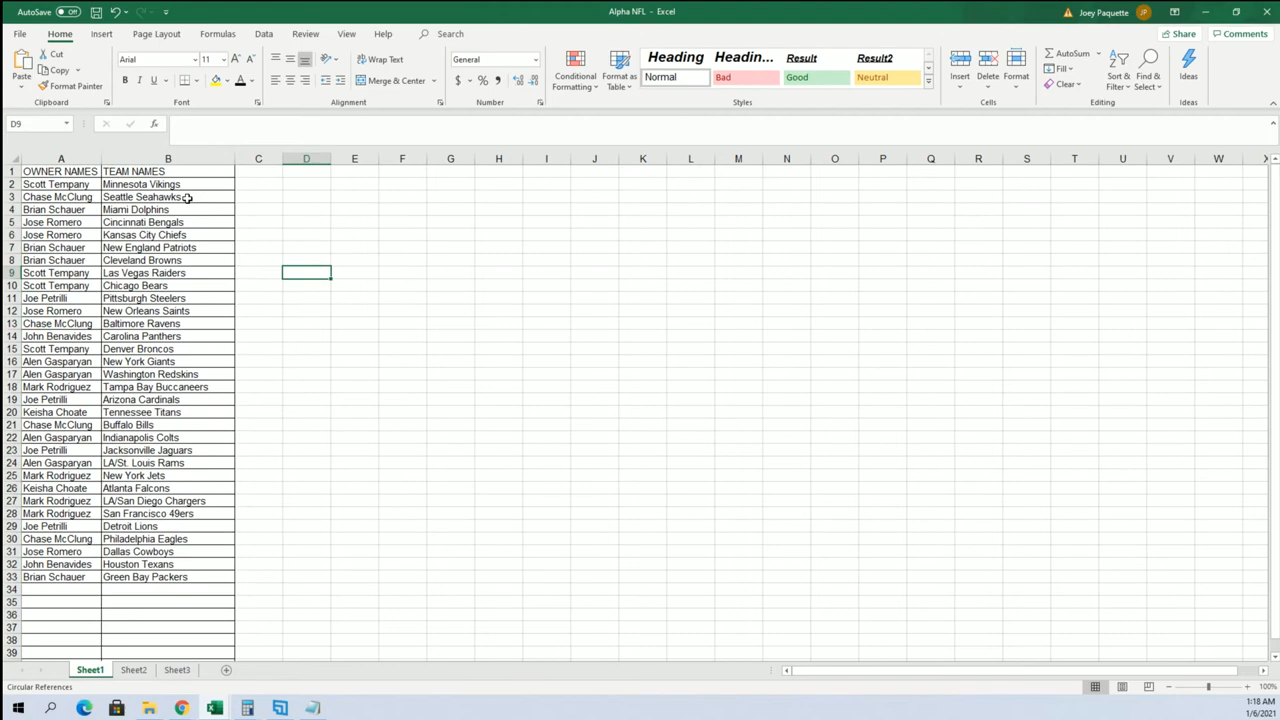 AutoSave Off Alpha NFL - Excel Joey Paquette JP
File Home Insert Page Layout Formulas Data Review View Help Search Share Comments
Paste Cut Copy Format Painter Clipboard
Arial 11 B I U Font
Wrap Text Merge & Center Alignment
General $ % , Number
Conditional Formatting Format as Table
Heading Headin... Result Result2
Normal Bad Good Neutral
Styles
Insert Delete Format Cells
AutoSum Fill Clear Sort & Filter Find & Select Editing
Ideas Ideas
D9 fx
A B C D E F G H I J K L M N O P Q R S T U V W X
1 OWNER NAMES TEAM NAMES
2 Scott Tempany Minnesota Vikings
3 Chase McClung Seattle Seahawks
4 Brian Schauer Miami Dolphins
5 Jose Romero Cincinnati Bengals
6 Jose Romero Kansas City Chiefs
7 Brian Schauer New England Patriots
8 Brian Schauer Cleveland Browns
9 Scott Tempany Las Vegas Raiders
10 Scott Tempany Chicago Bears
11 Joe Petrilli Pittsburgh Steelers
12 Jose Romero New Orleans Saints
13 Chase McClung Baltimore Ravens
14 John Benavides Carolina Panthers
15 Scott Tempany Denver Broncos
16 Alen Gasparyan New York Giants
17 Alen Gasparyan Washington Redskins
18 Mark Rodriguez Tampa Bay Buccaneers
19 Joe Petrilli Arizona Cardinals
20 Keisha Choate Tennessee Titans
21 Chase McClung Buffalo Bills
22 Alen Gasparyan Indianapolis Colts
23 Joe Petrilli Jacksonville Jaguars
24 Alen Gasparyan LA/St. Louis Rams
25 Mark Rodriguez New York Jets
26 Keisha Choate Atlanta Falcons
27 Mark Rodriguez LA/San Diego Chargers
28 Mark Rodriguez San Francisco 49ers
29 Joe Petrilli Detroit Lions
30 Chase McClung Philadelphia Eagles
31 Jose Romero Dallas Cowboys
32 John Benavides Houston Texans
33 Brian Schauer Green Bay Packers
34
35
36
37
38
39
Sheet1 Sheet2 Sheet3
Circular References 100%
1:18 AM
1/6/2021